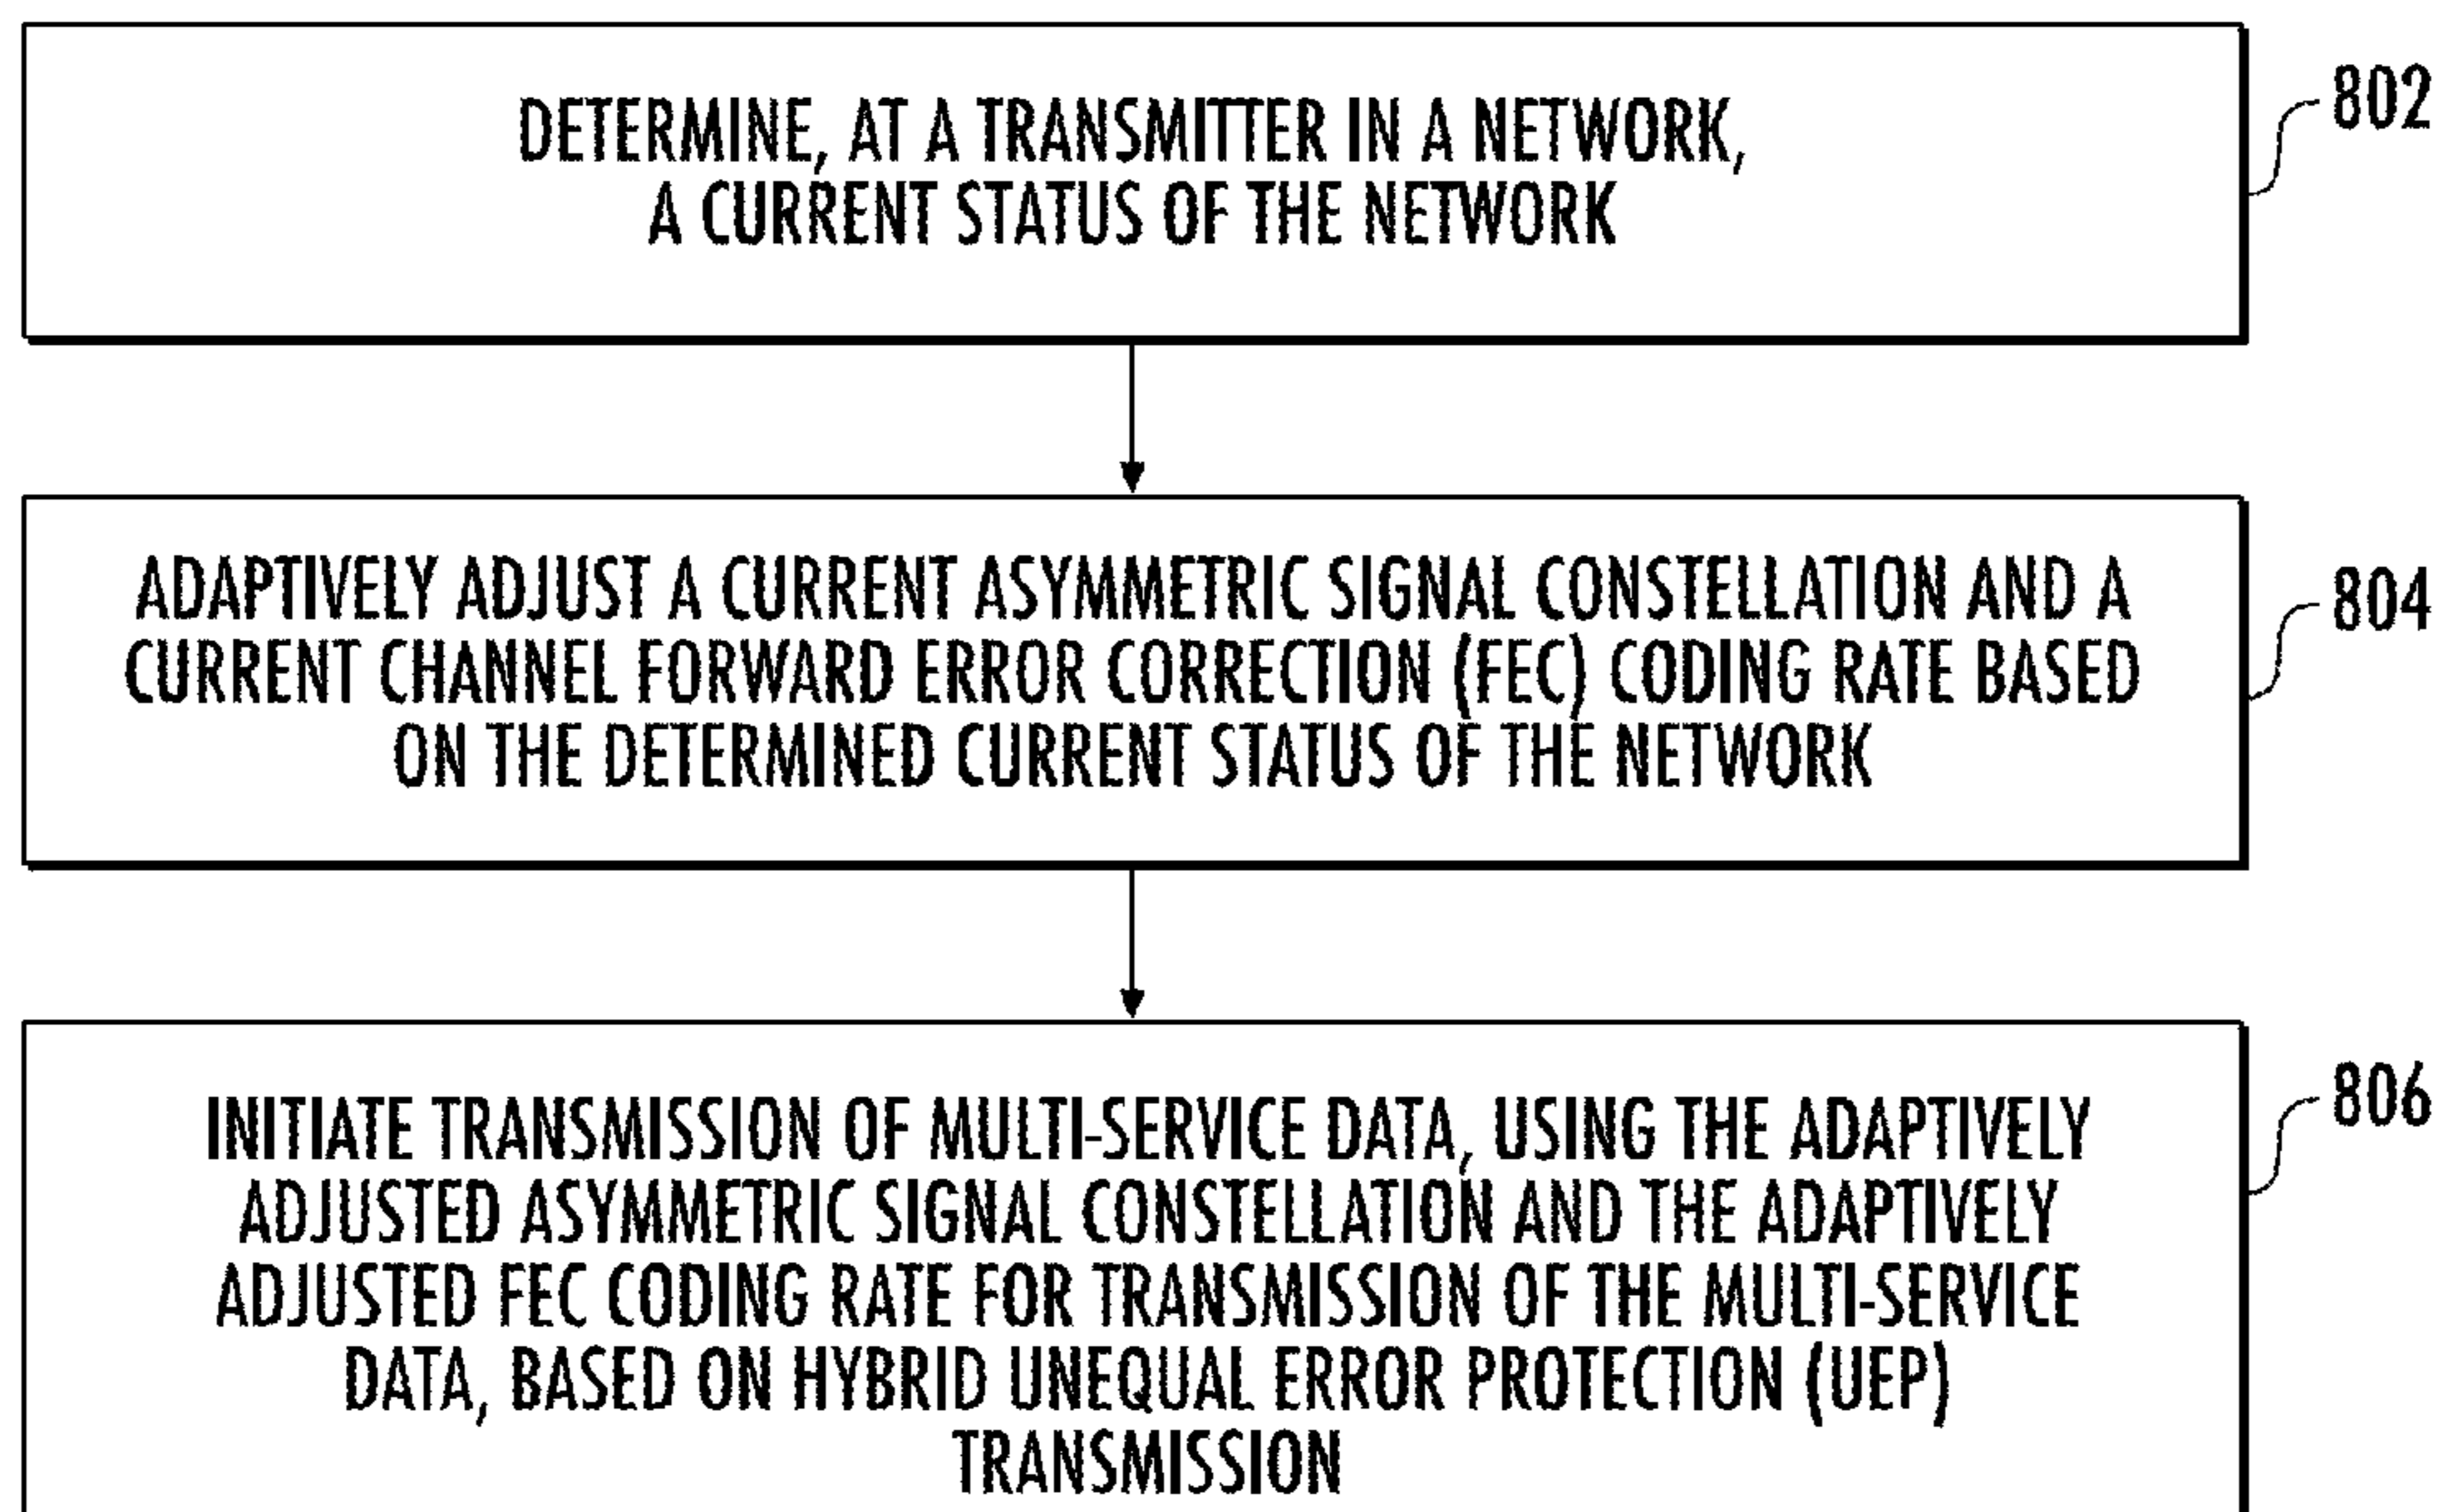 DETERMINE, AT A TRANSMITTER IN A NETWORK,
A CURRENT STATUS OF THE NETWORK
802
ADAPTIVELY ADJUST A CURRENT ASYMMETRIC SIGNAL CONSTELLATION AND A
CURRENT CHANNEL FORWARD ERROR CORRECTION (FEC) CODING RATE BASED
ON THE DETERMINED CURRENT STATUS OF THE NETWORK
804
INITIATE TRANSMISSION OF MULTI-SERVICE DATA, USING THE ADAPTIVELY
ADJUSTED ASYMMETRIC SIGNAL CONSTELLATION AND THE ADAPTIVELY
ADJUSTED FEC CODING RATE FOR TRANSMISSION OF THE MULTI-SERVICE
DATA, BASED ON HYBRID UNEQUAL ERROR PROTECTION (UEP)
TRANSMISSION
806